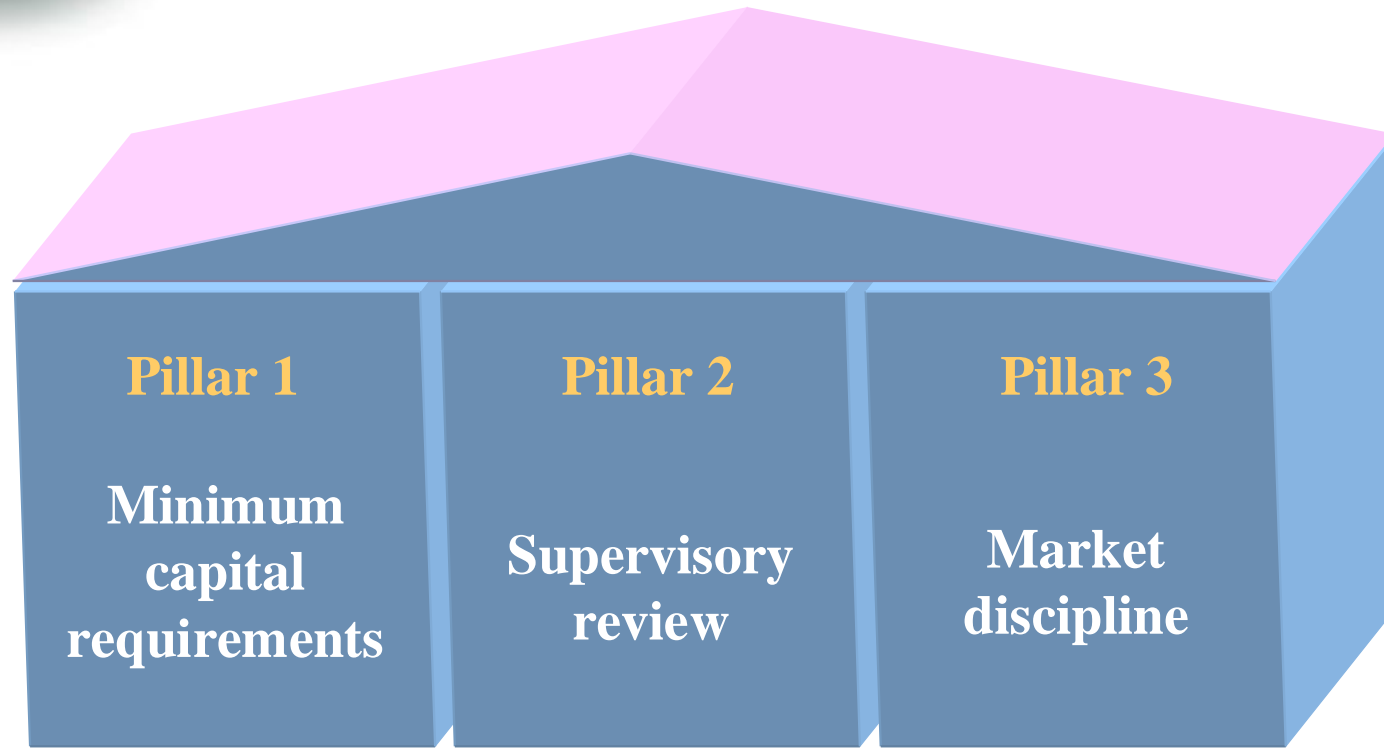 Pillar 1
Minimum
capital
requirements
Pillar 2
Supervisory
review
Pillar 3
Market
discipline